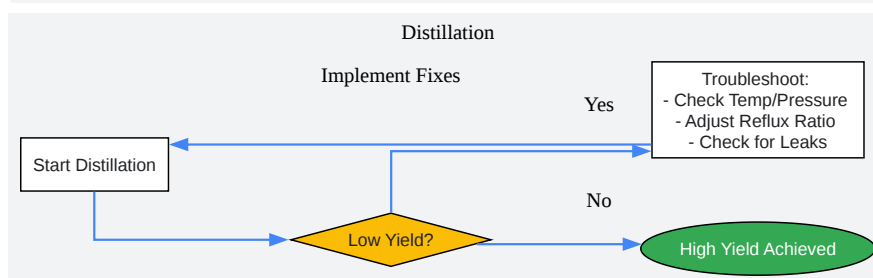 Distillation
Implement Fixes
Yes
Troubleshoot:
- Check Temp/Pressure
- Adjust Reflux Ratio
- Check for Leaks
Start Distillation
No
Low Yield?
High Yield Achieved